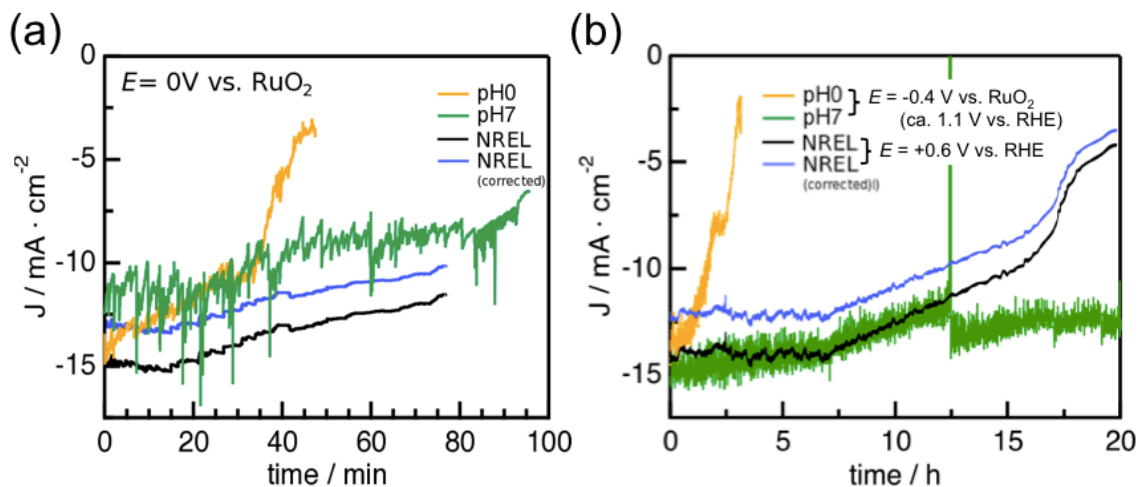 (a)
E= 0V vs. RuO₂
pH0
pH7
NREL
NREL
(corrected)
0
-5
-10
-15
J / mA · cm⁻²
0 20 40 60 80 100
time / min
(b)
pH0
pH7
E = -0.4 V vs. RuO₂
(ca. 1.1 V vs. RHE)
NREL
NREL
E = +0.6 V vs. RHE
(corrected)I)
0
-5
-10
-15
J / mA · cm⁻²
0 5 10 15 20
time / h